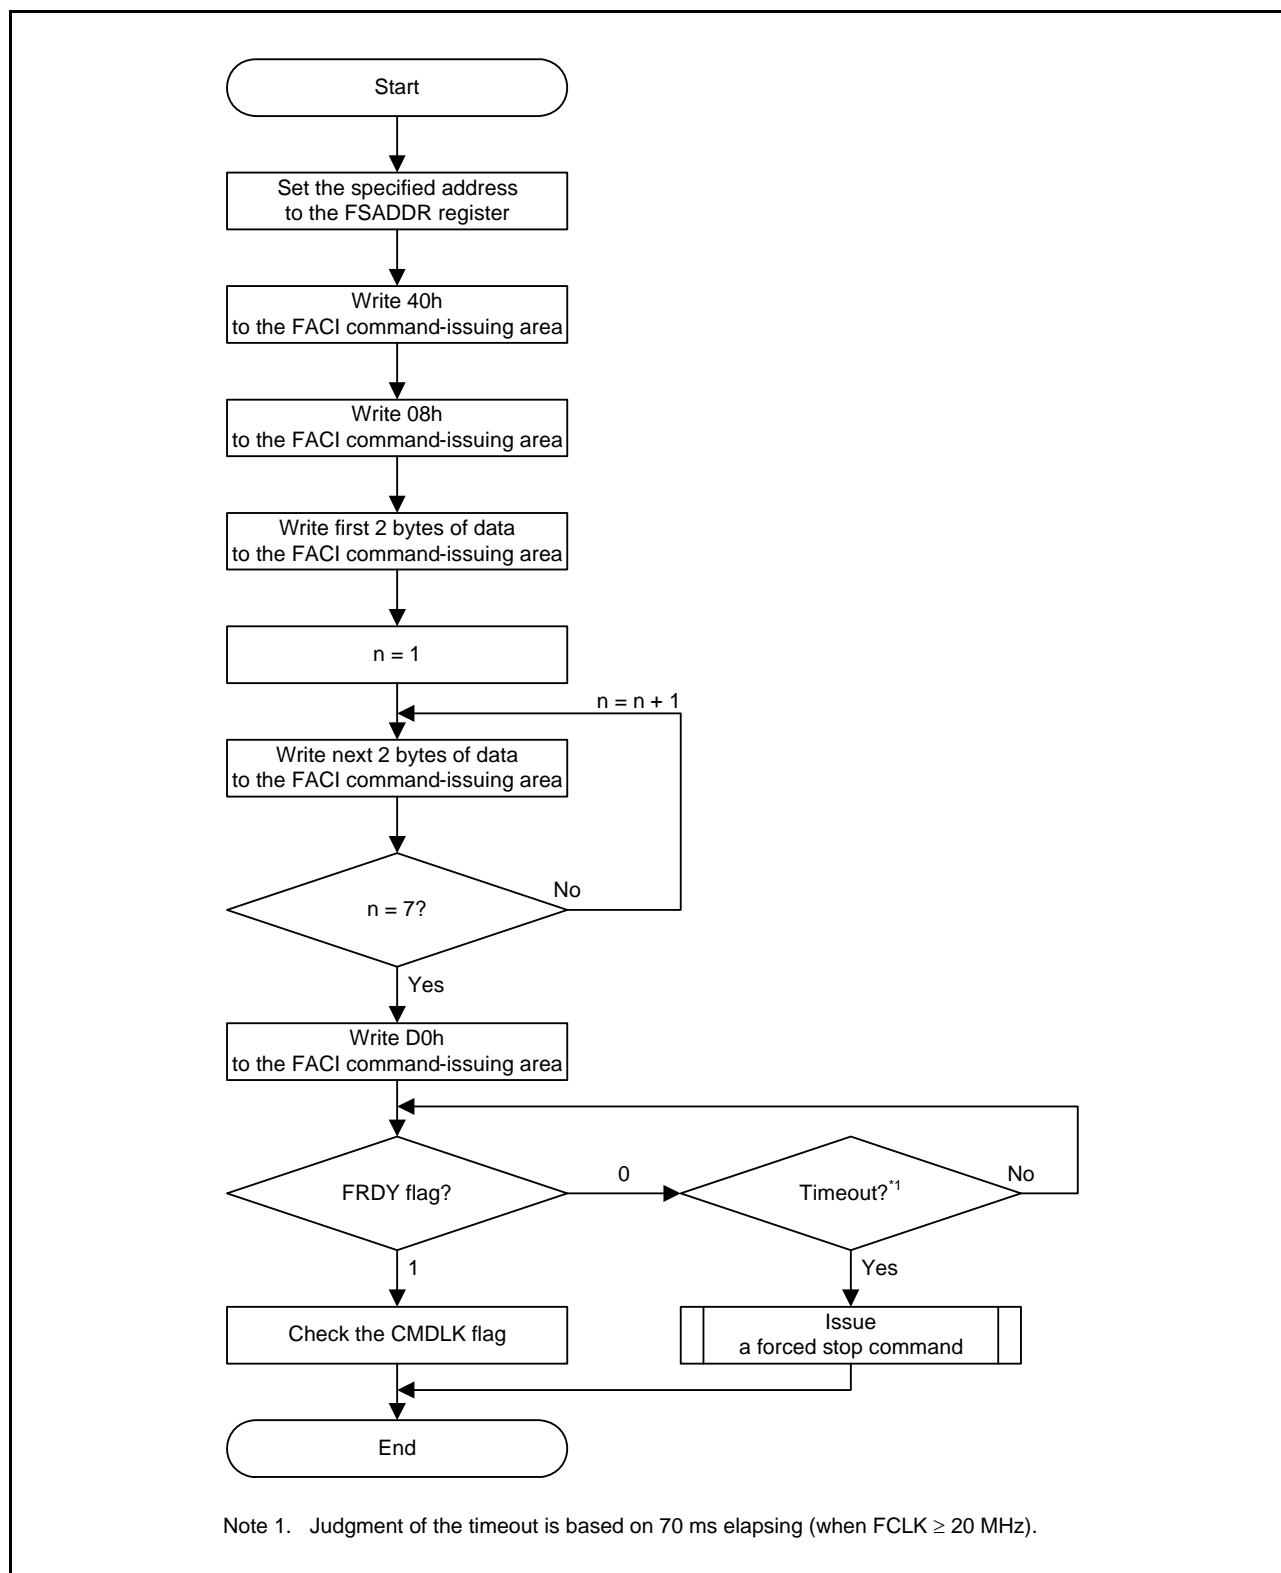 Start
Set the specified address
to the FSADDR register
Write 40h
to the FACI command-issuing area
Write 08h
to the FACI command-issuing area
Write first 2 bytes of data
to the FACI command-issuing area
n = 1
n = n + 1
Write next 2 bytes of data
to the FACI command-issuing area
n = 7?
No
Yes
Write D0h
to the FACI command-issuing area
FRDY flag?
0
Timeout?*1
No
1
Yes
Check the CMDLK flag
Issue
a forced stop command
End
Note 1. Judgment of the timeout is based on 70 ms elapsing (when FCLK ≥ 20 MHz).